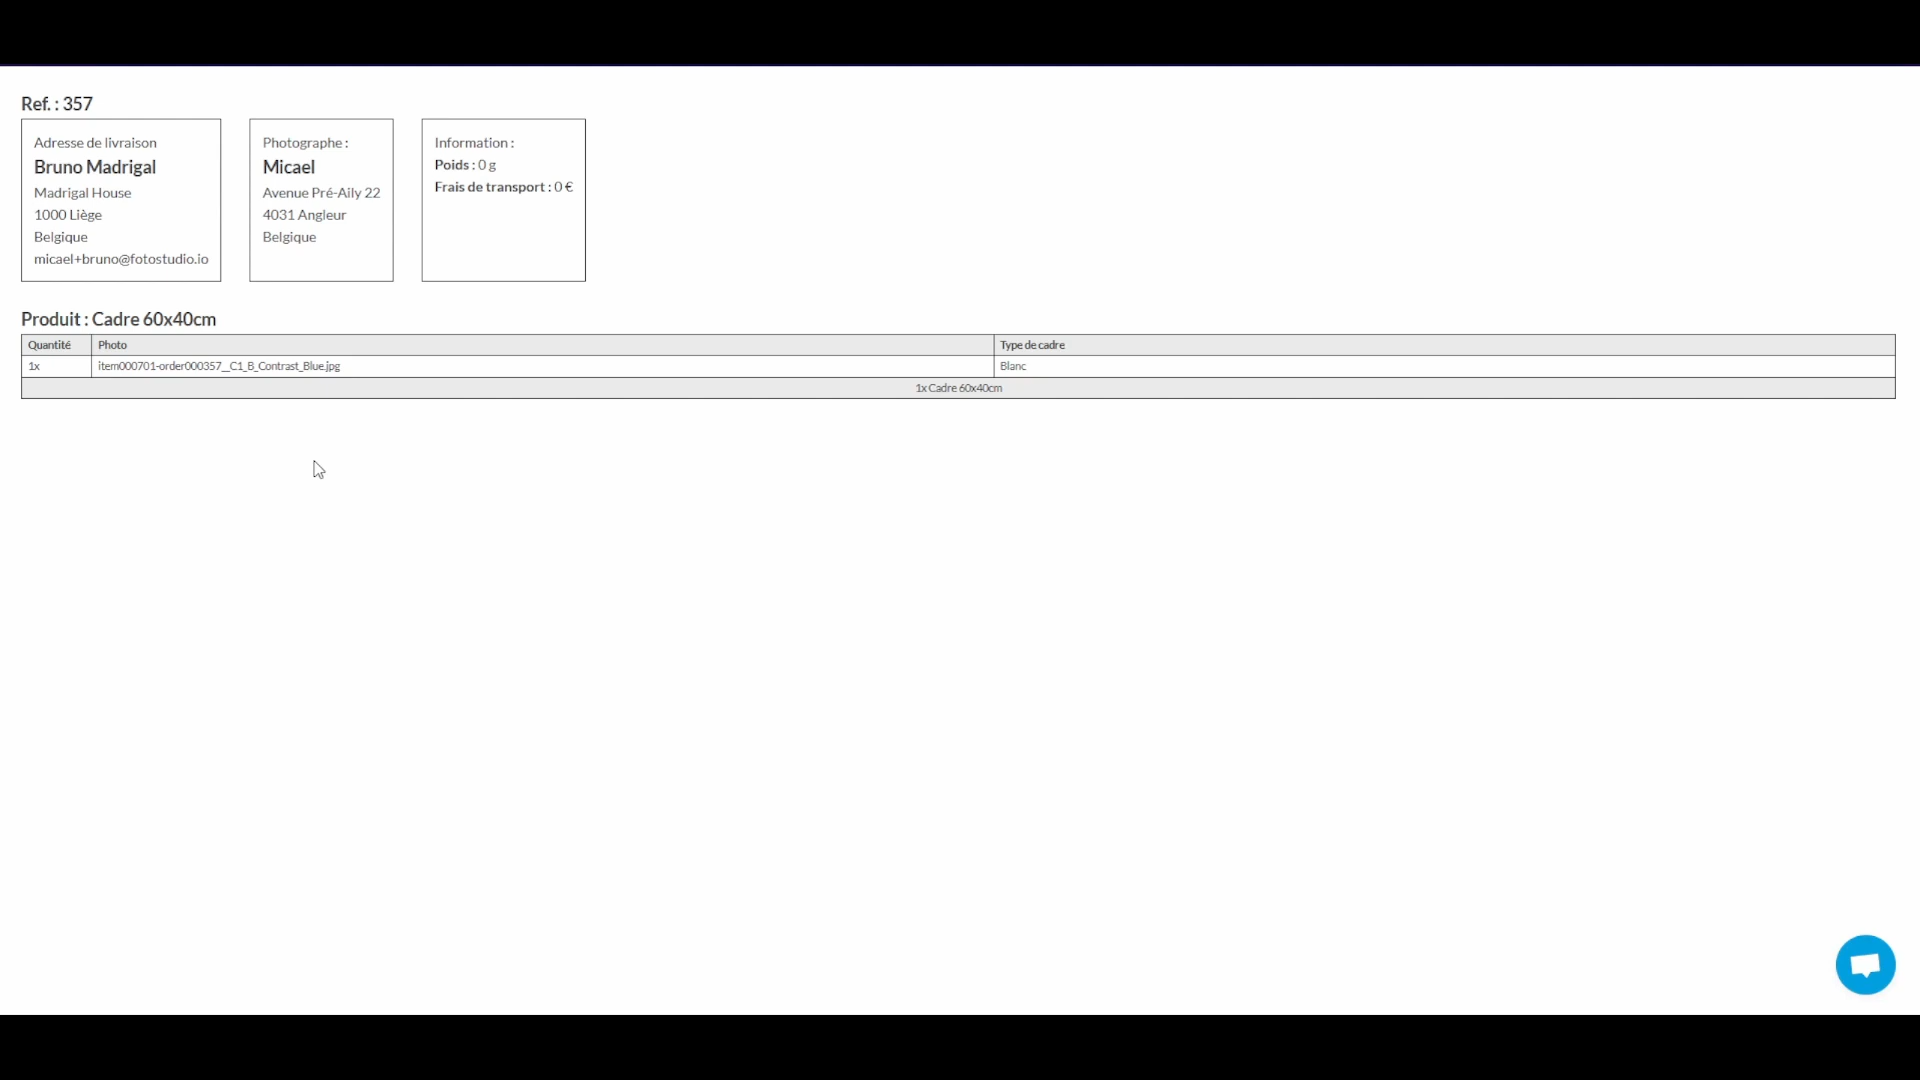 Ref. : 357
Adresse de livraison
Bruno Madrigal
Madrigal House
1000 Liège
Belgique
micael+bruno@fotostudio.io
Photographe :
Micael
Avenue Pré-Aily 22
4031 Angleur
Belgique
Information :
Poids : 0 g
Frais de transport : 0 €
Produit : Cadre 60x40cm
Quantité Photo Type de cadre
1x item000701-order000357__C1_B_Contrast_Blue.jpg Blanc
1x Cadre 60x40cm